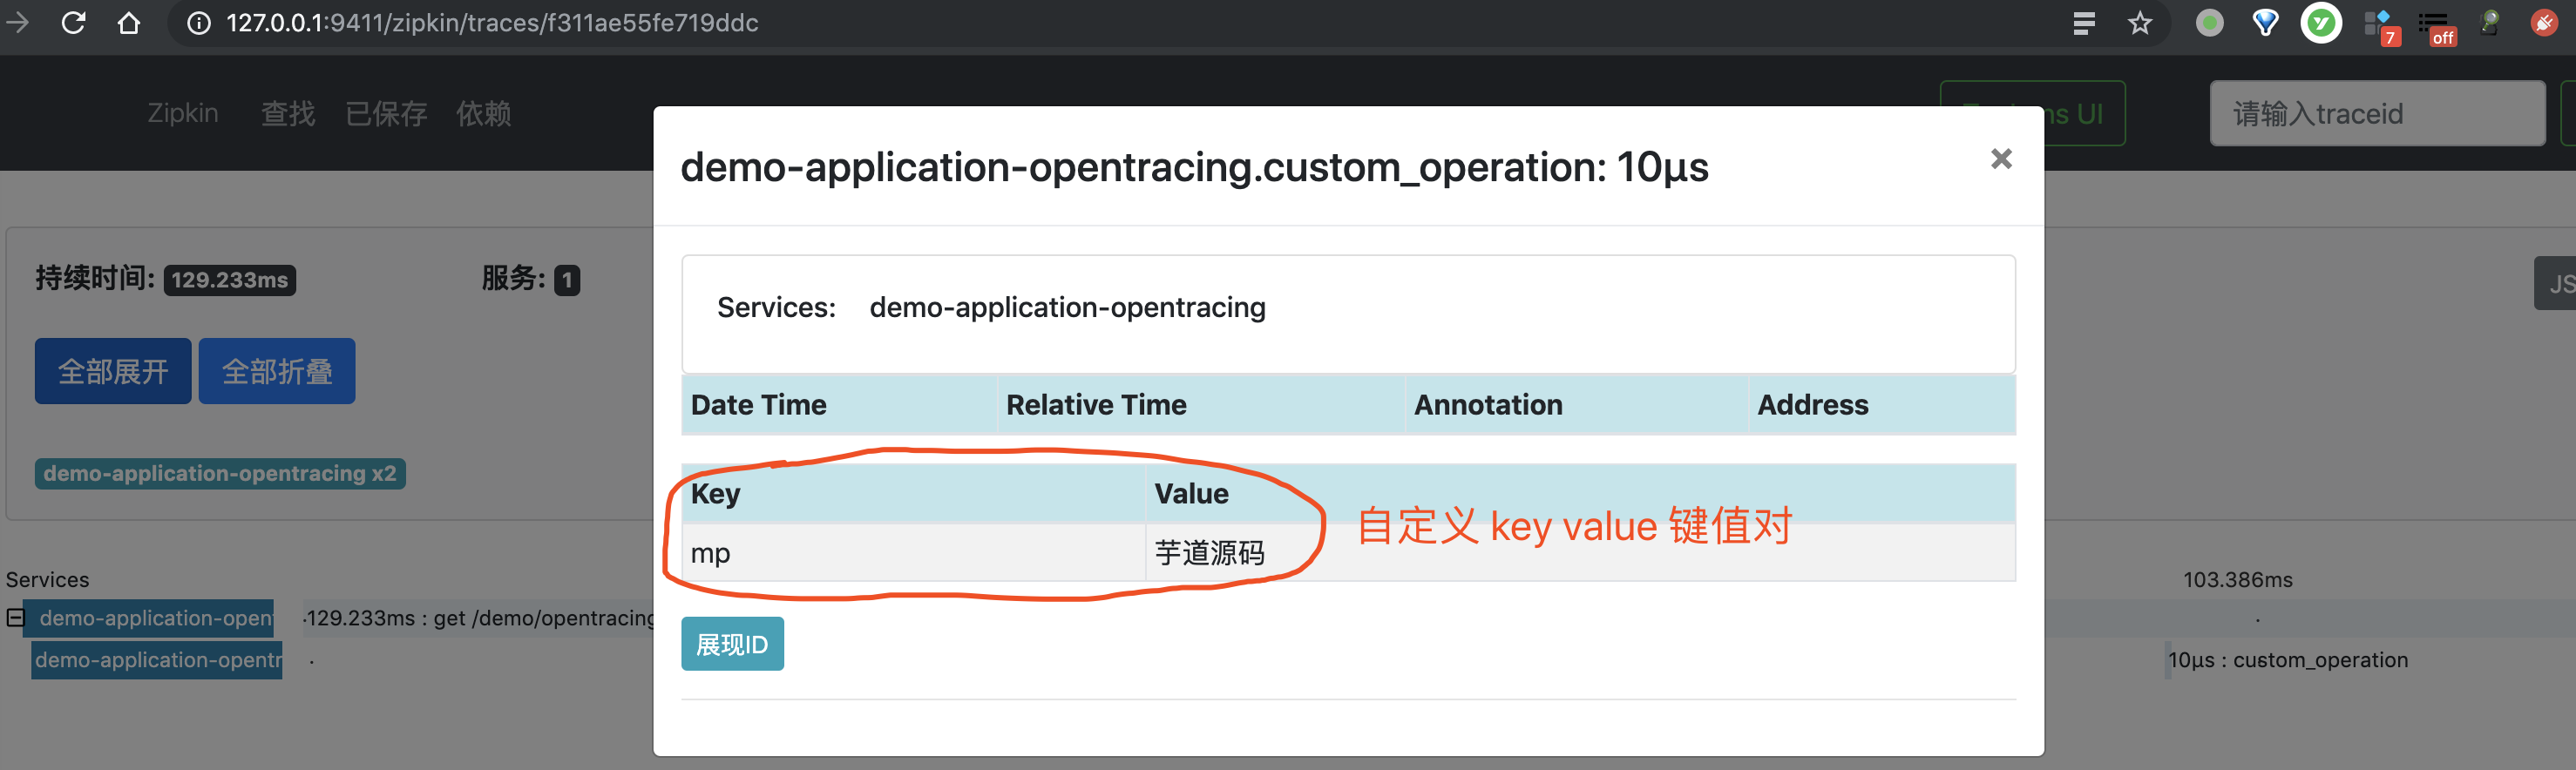 127.0.0.1:9411/zipkin/traces/f311ae55fe719ddc
7
off
Zipkin 查找 已保存 依赖
ns UI
请输入traceid
demo-application-opentracing.custom_operation: 10μs
×
持续时间: 129.233ms 服务: 1
JS
Services: demo-application-opentracing
全部展开 全部折叠
Date Time Relative Time Annotation Address
demo-application-opentracing x2
Key Value
自定义 key value 键值对
mp 芋道源码
Services
103.386ms
demo-application-open
129.233ms : get /demo/opentracing
展现ID
demo-application-opentr
10μs : custom_operation